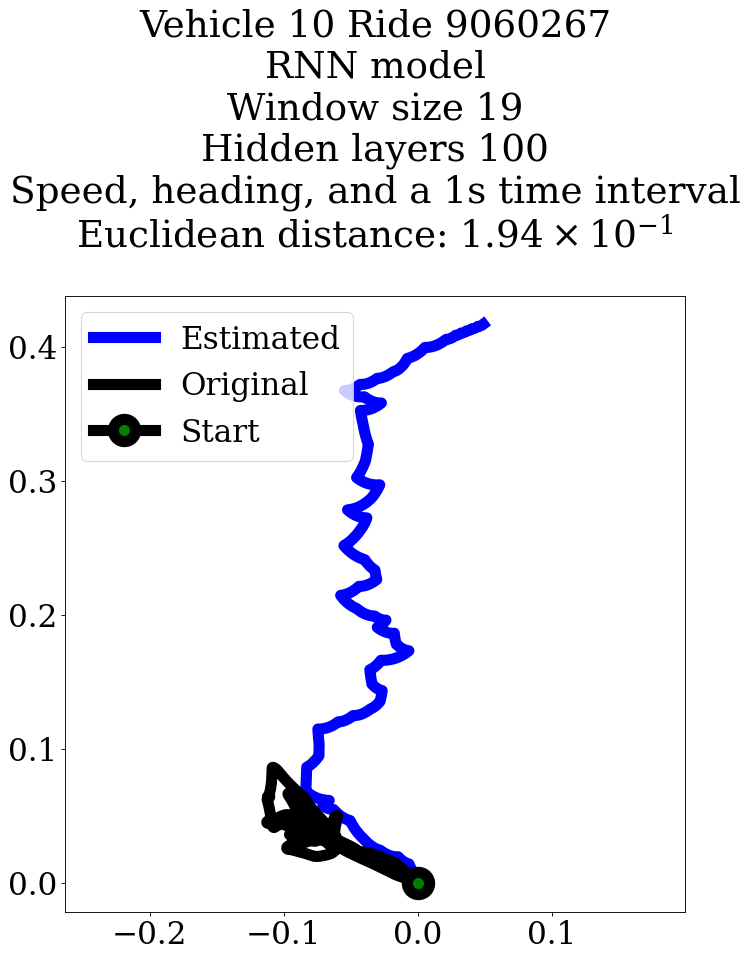 Vehicle 10 Ride 9060267
RNN model
Window size 19
Hidden layers 100
Speed, heading, and a 1s time interval
Euclidean distance: 1.94 × 10⁻¹
Estimated
Original
Start
0.4
0.3
0.2
0.1
0.0
−0.2
−0.1
0.0
0.1